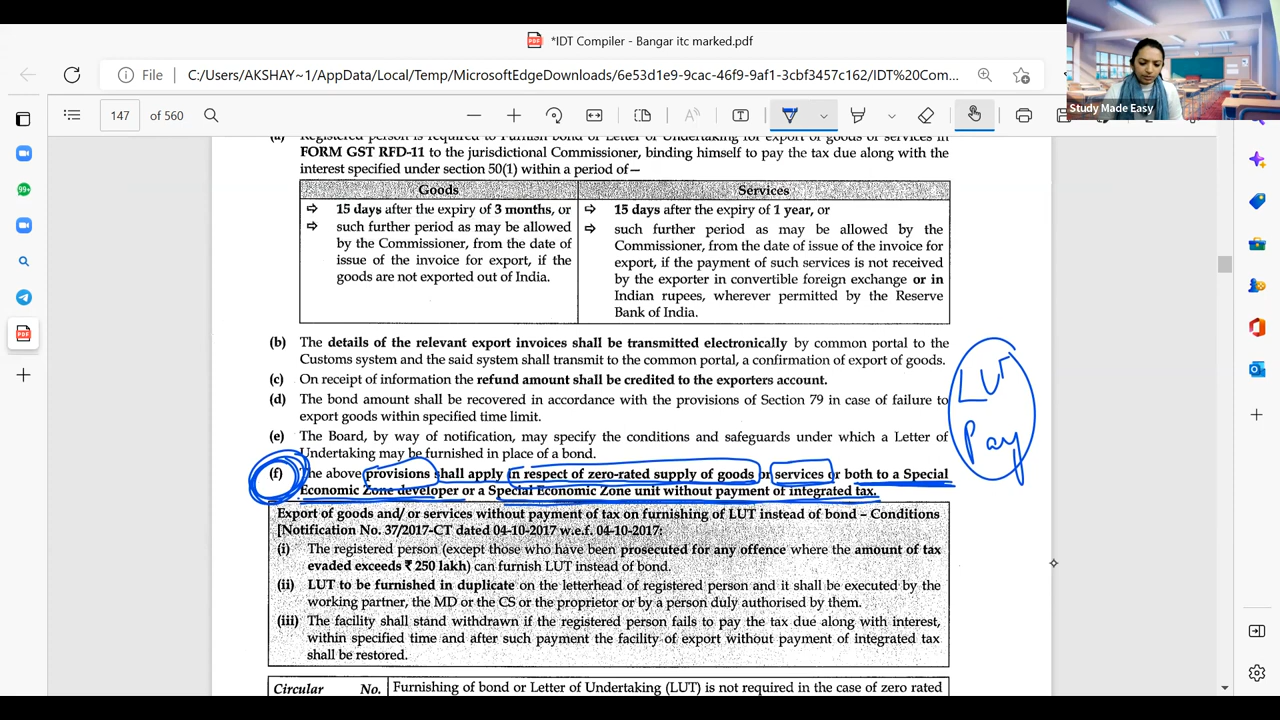 *IDT Compiler - Bangar itc marked.pdf
File
C:/Users/AKSHAY~1/AppData/Local/Temp/MicrosoftEdgeDownloads/6e53d1e9-9cac-46f9-9af1-3cbf3457c162/IDT%20Com...
Study Made Easy
147 of 560
99+
(a) Registered person is required to Furnish bond or Letter of Undertaking for export of goods or services in
FORM GST RFD-11 to the jurisdictional Commissioner, binding himself to pay the tax due along with the
interest specified under section 50(1) within a period of—
Goods
Services
⇨ 15 days after the expiry of 3 months, or
⇨ such further period as may be allowed
by the Commissioner, from the date of
issue of the invoice for export, if the
goods are not exported out of India.
⇨ 15 days after the expiry of 1 year, or
⇨ such further period as may be allowed by the
Commissioner, from the date of issue of the invoice for
export, if the payment of such services is not received
by the exporter in convertible foreign exchange or in
Indian rupees, wherever permitted by the Reserve
Bank of India.
(b) The details of the relevant export invoices shall be transmitted electronically by common portal to the
Customs system and the said system shall transmit to the common portal, a confirmation of export of goods.
(c) On receipt of information the refund amount shall be credited to the exporters account.
(d) The bond amount shall be recovered in accordance with the provisions of Section 79 in case of failure to
export goods within specified time limit.
(e) The Board, by way of notification, may specify the conditions and safeguards under which a Letter of
Undertaking may be furnished in place of a bond.
LUT
Pay
(f) The above provisions shall apply in respect of zero-rated supply of goods or services or both to a Special
Economic Zone developer or a Special Economic Zone unit without payment of integrated tax.
Export of goods and/or services without payment of tax on furnishing of LUT instead of bond – Conditions
[Notification No. 37/2017-CT dated 04-10-2017 w.e.f. 04-10-2017:
(i) The registered person (except those who have been prosecuted for any offence where the amount of tax
evaded exceeds ₹ 250 lakh) can furnish LUT instead of bond.
(ii) LUT to be furnished in duplicate on the letterhead of registered person and it shall be executed by the
working partner, the MD or the CS or the proprietor or by a person duly authorised by them.
(iii) The facility shall stand withdrawn if the registered person fails to pay the tax due along with interest,
within specified time and after such payment the facility of export without payment of integrated tax
shall be restored.
Circular No. Furnishing of bond or Letter of Undertaking (LUT) is not required in the case of zero rated